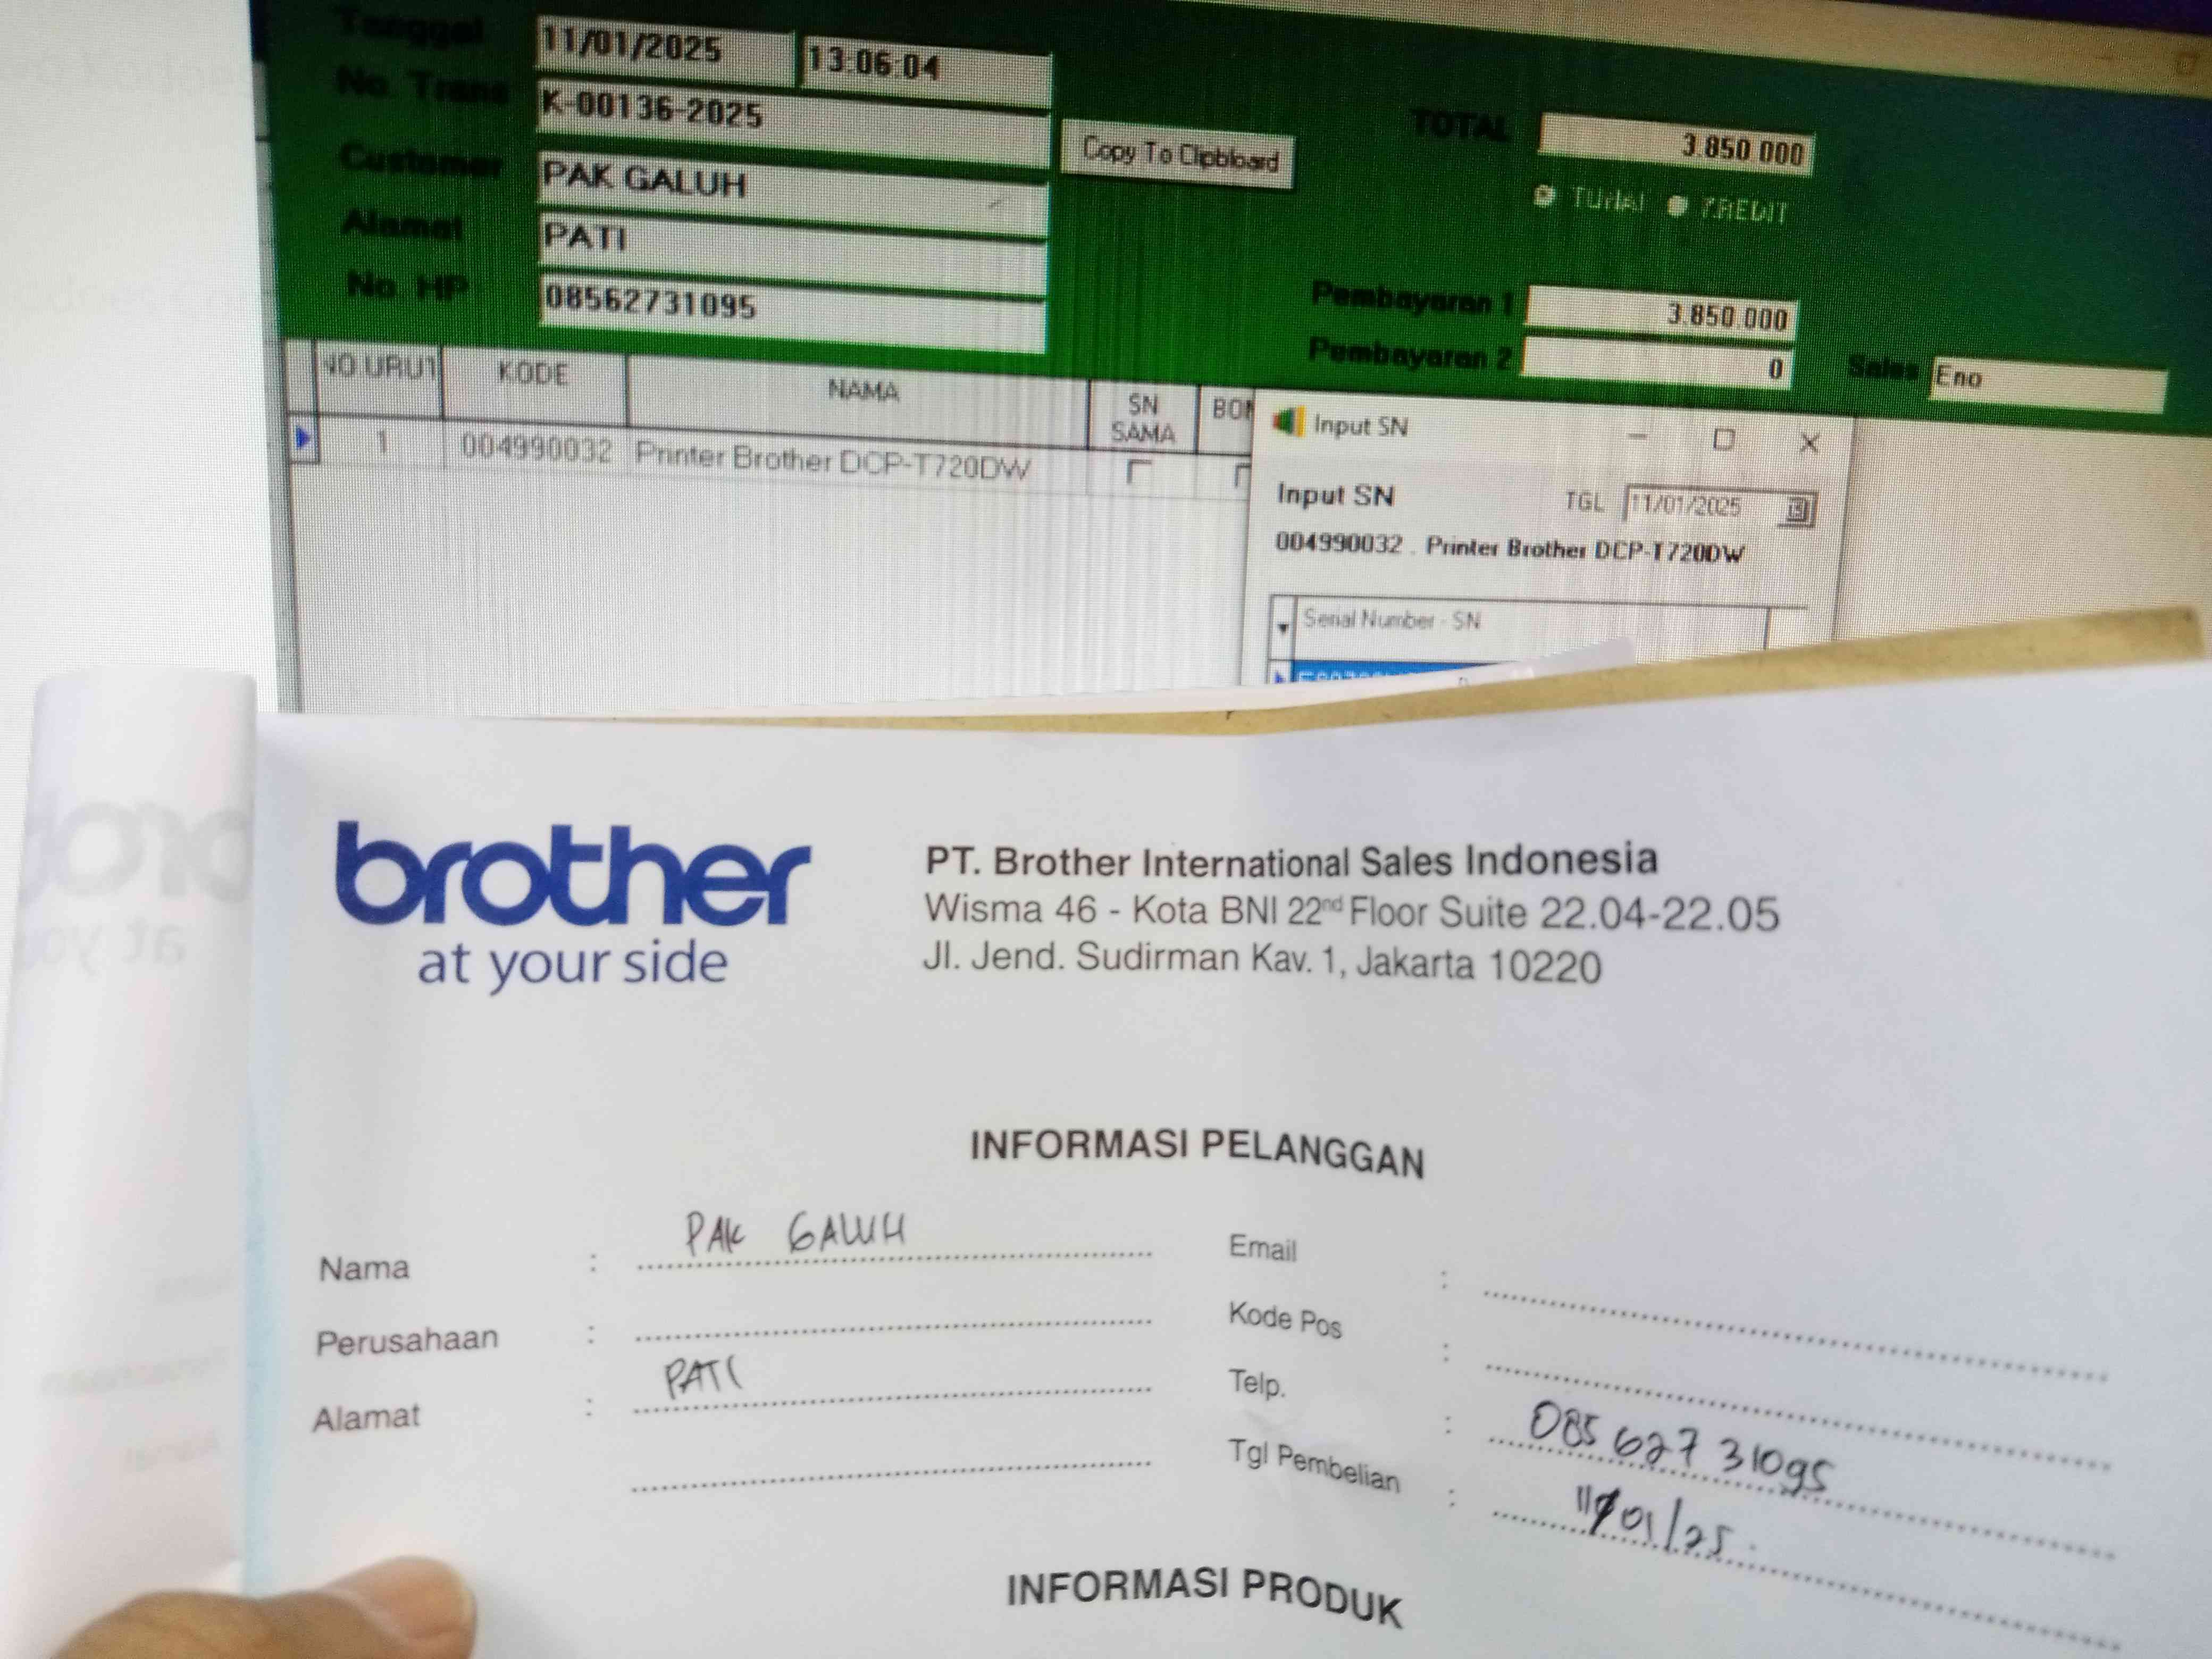 Tanggal 11/01/2025 13:06:04
No. Trans K-00136-2025
Customer PAK GALUH
Alamat PATI
No. HP 08562731095
Copy To Clipbloard
TOTAL 3.850.000
TUNAI KREDIT
Pembayaran 1 3.850.000
Pembayaran 2 0
Sales Eno
NO.URUT KODE NAMA SN SAMA
1 004990032 Printer Brother DCP-T720DW
Input SN
Input SN TGL 11/01/2025
004990032 . Printer Brother DCP-T720DW
Serial Number - SN
brother
at your side
PT. Brother International Sales Indonesia
Wisma 46 - Kota BNI 22nd Floor Suite 22.04-22.05
Jl. Jend. Sudirman Kav. 1, Jakarta 10220
INFORMASI PELANGGAN
Nama : PAK GALUH
Perusahaan :
Alamat : PATI
Email :
Kode Pos :
Telp. : 085 627 31095
Tgl Pembelian : 11/01/25.
INFORMASI PRODUK